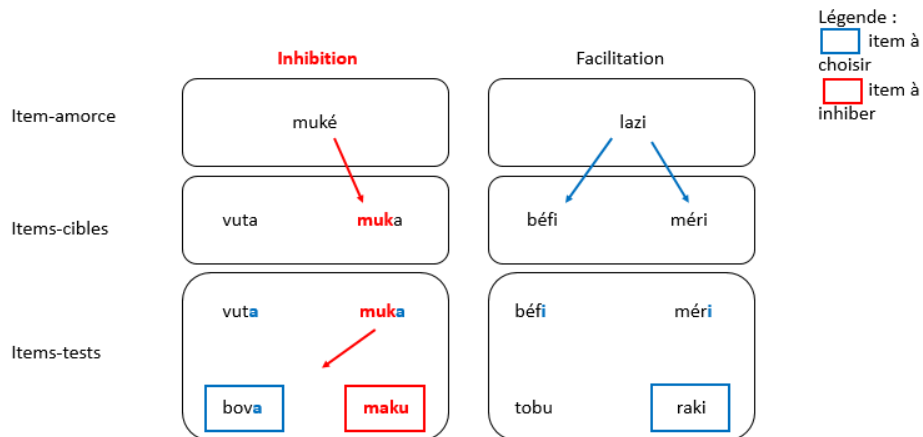 Légende :
item à
choisir
item à
inhiber
Inhibition
Facilitation
Item-amorce
muké
lazi
Items-cibles
vuta
muka
béfi
méri
Items-tests
vuta
muka
béfi
méri
bova
maku
tobu
raki